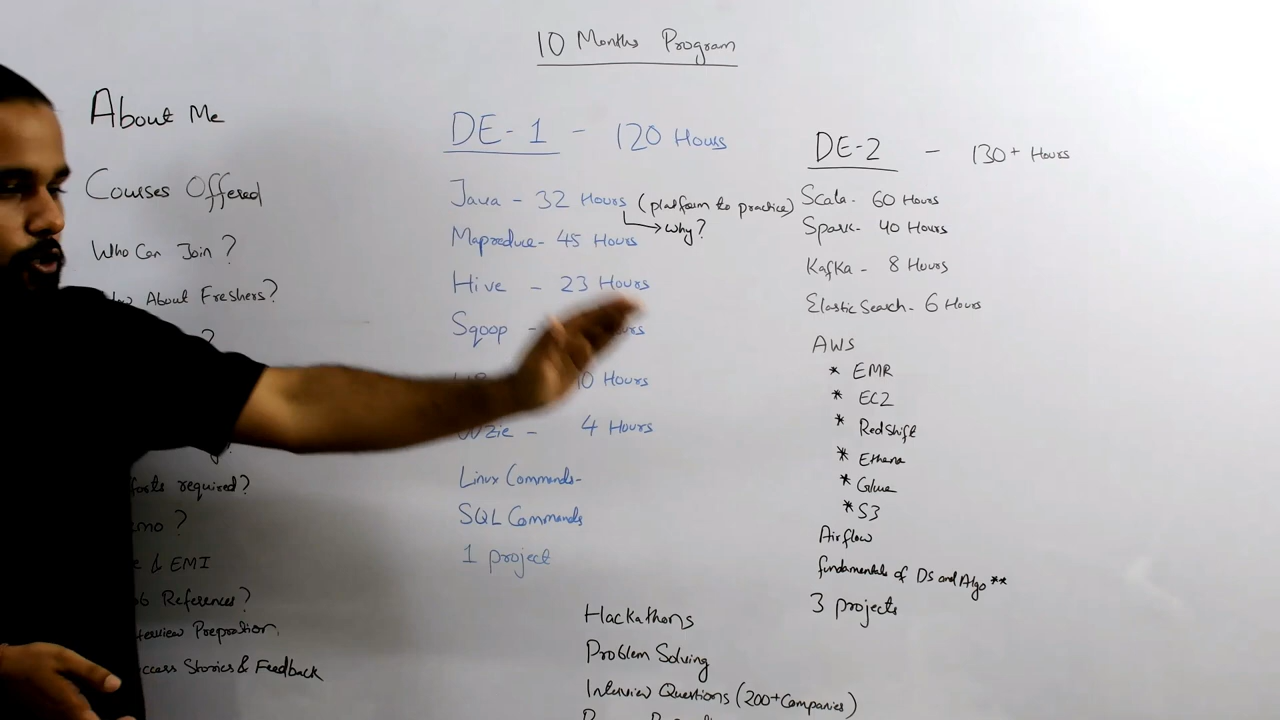 10 Months Program
About Me
Courses Offered
Who Can Join?
About Freshers?
?
required?
?
& EMI
References?
Prepration
Stories & Feedback
DE-1 - 120 Hours
Java - 32 Hours (platform to practice)
why?
Mapreduce - 45 Hours
Hive - 23 Hours
Sqoop -
10 Hours
- 4 Hours
Linux Commands-
SQL Commands
1 project
DE-2 - 130+ Hours
Scala - 60 Hours
Spark - 40 Hours
Kafka - 8 Hours
Elastic Search - 6 Hours
AWS
* EMR
* EC2
* Redshift
* Ethena
* Glue
* S3
Airflow
fundamentals of DS and Algo **
3 projects
Hackathons
Problem Solving
Interview Questions (200+ Companies)